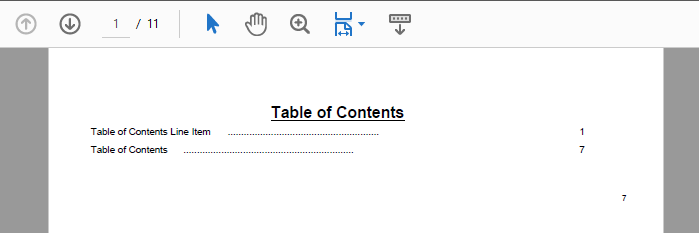 1 / 11
Table of Contents
Table of Contents Line Item ........................................................ 1
Table of Contents ............................................................... 7
7